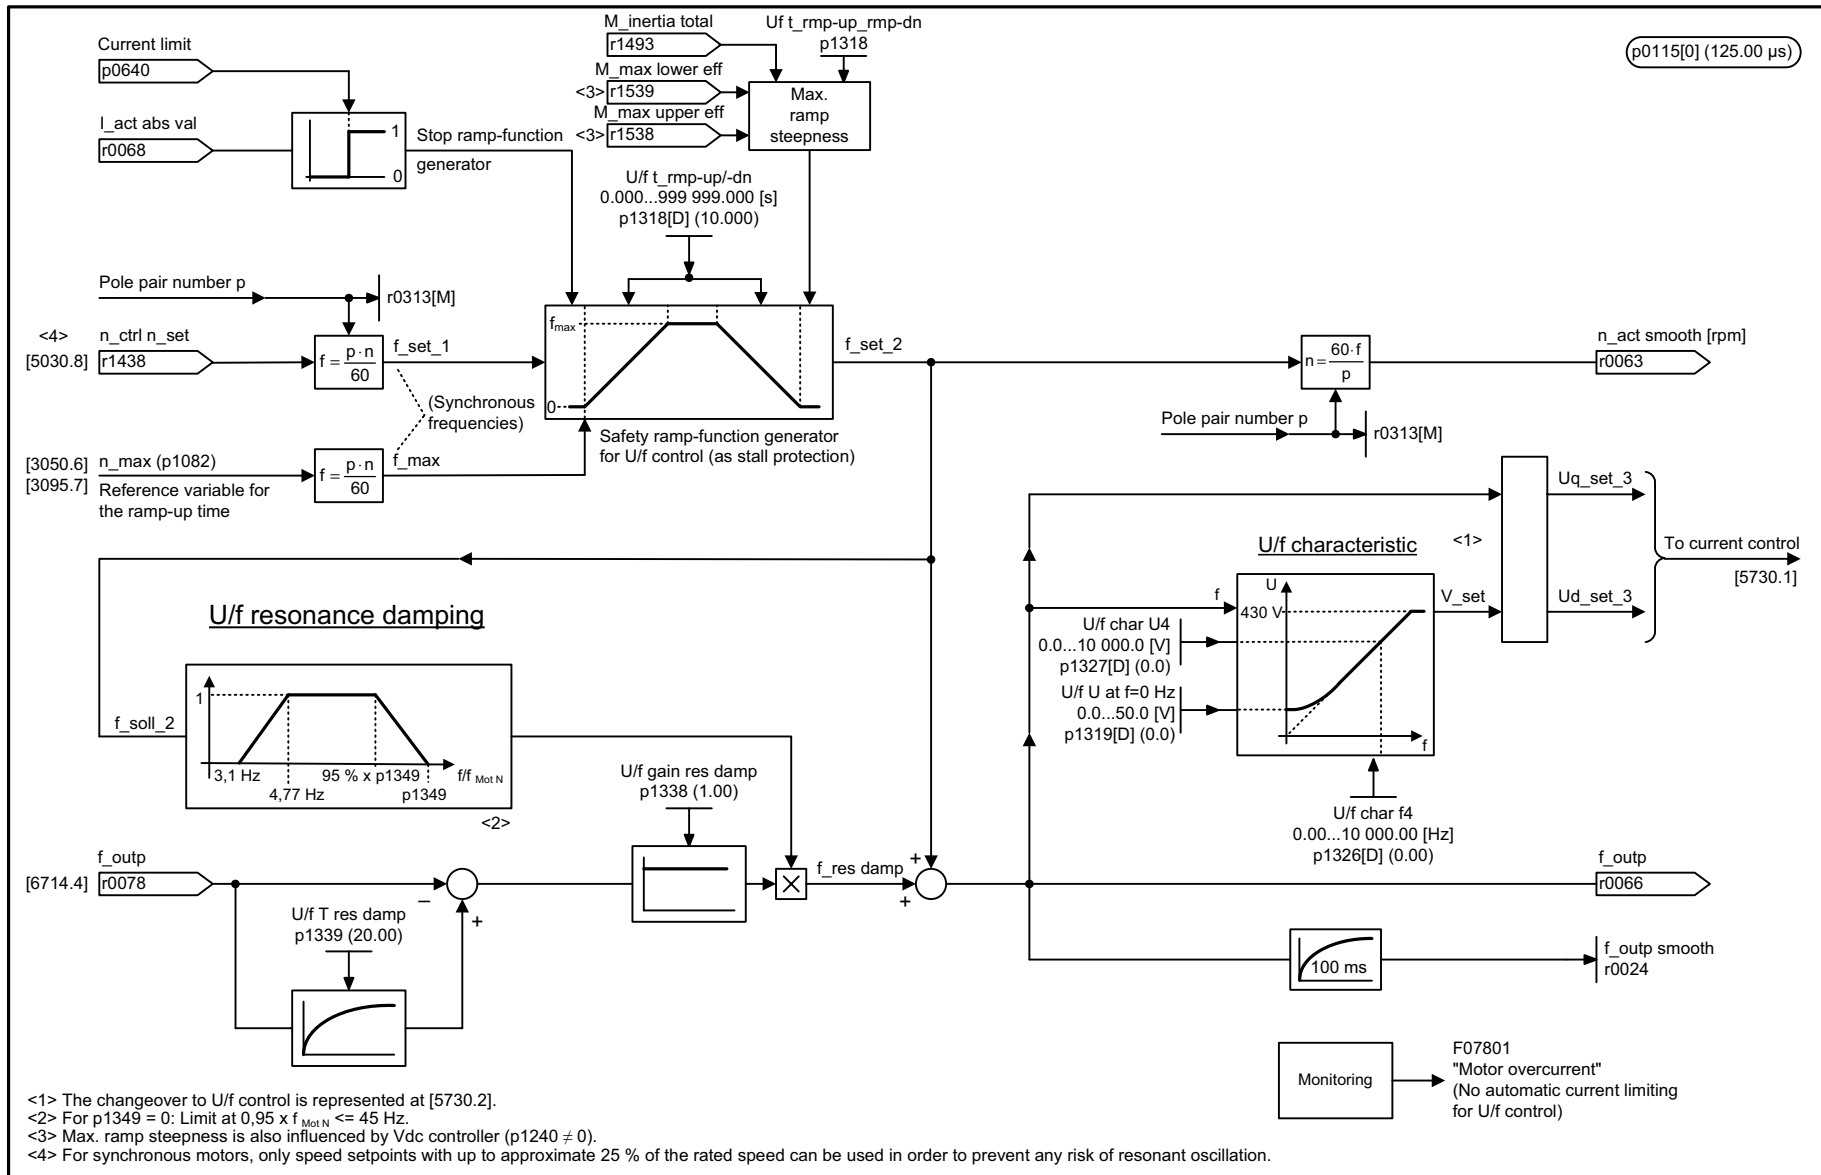 Current limit
p0640
I_act abs val
r0068
1
0
Stop ramp-function
generator
M_inertia total
r1493
Uf t_rmp-up_rmp-dn
p1318
M_max lower eff
<3> r1539
M_max upper eff
<3> r1538
Max.
ramp
steepness
p0115[0] (125.00 µs)
U/f t_rmp-up/-dn
0.000...999 999.000 [s]
p1318[D] (10.000)
Pole pair number p
r0313[M]
<4>
n_ctrl n_set
[5030.8] r1438
f = p · n
60
f_set_1
(Synchronous
frequencies)
fmax
0
f_set_2
Safety ramp-function generator
for U/f control (as stall protection)
[3050.6]
[3095.7]
n_max (p1082)
Reference variable for
the ramp-up time
f = p · n
60
f_max
n = 60·f
p
n_act smooth [rpm]
r0063
Pole pair number p
r0313[M]
U/f resonance damping
f_soll_2
1
3,1 Hz
4,77 Hz
95 % x p1349
p1349
f/f Mot N
<2>
U/f gain res damp
p1338 (1.00)
f_outp
[6714.4] r0078
–
+
U/f T res damp
p1339 (20.00)
f_res damp
+
+
U/f characteristic
<1>
f
U
430 V
f
V_set
U/f char U4
0.0...10 000.0 [V]
p1327[D] (0.0)
U/f U at f=0 Hz
0.0...50.0 [V]
p1319[D] (0.0)
U/f char f4
0.00...10 000.00 [Hz]
p1326[D] (0.00)
Uq_set_3
Ud_set_3
To current control
[5730.1]
f_outp
r0066
100 ms
f_outp smooth
r0024
Monitoring
F07801
"Motor overcurrent"
(No automatic current limiting
for U/f control)
<1> The changeover to U/f control is represented at [5730.2].
<2> For p1349 = 0: Limit at 0,95 x f Mot N <= 45 Hz.
<3> Max. ramp steepness is also influenced by Vdc controller (p1240 ≠ 0).
<4> For synchronous motors, only speed setpoints with up to approximate 25 % of the rated speed can be used in order to prevent any risk of resonant oscillation.